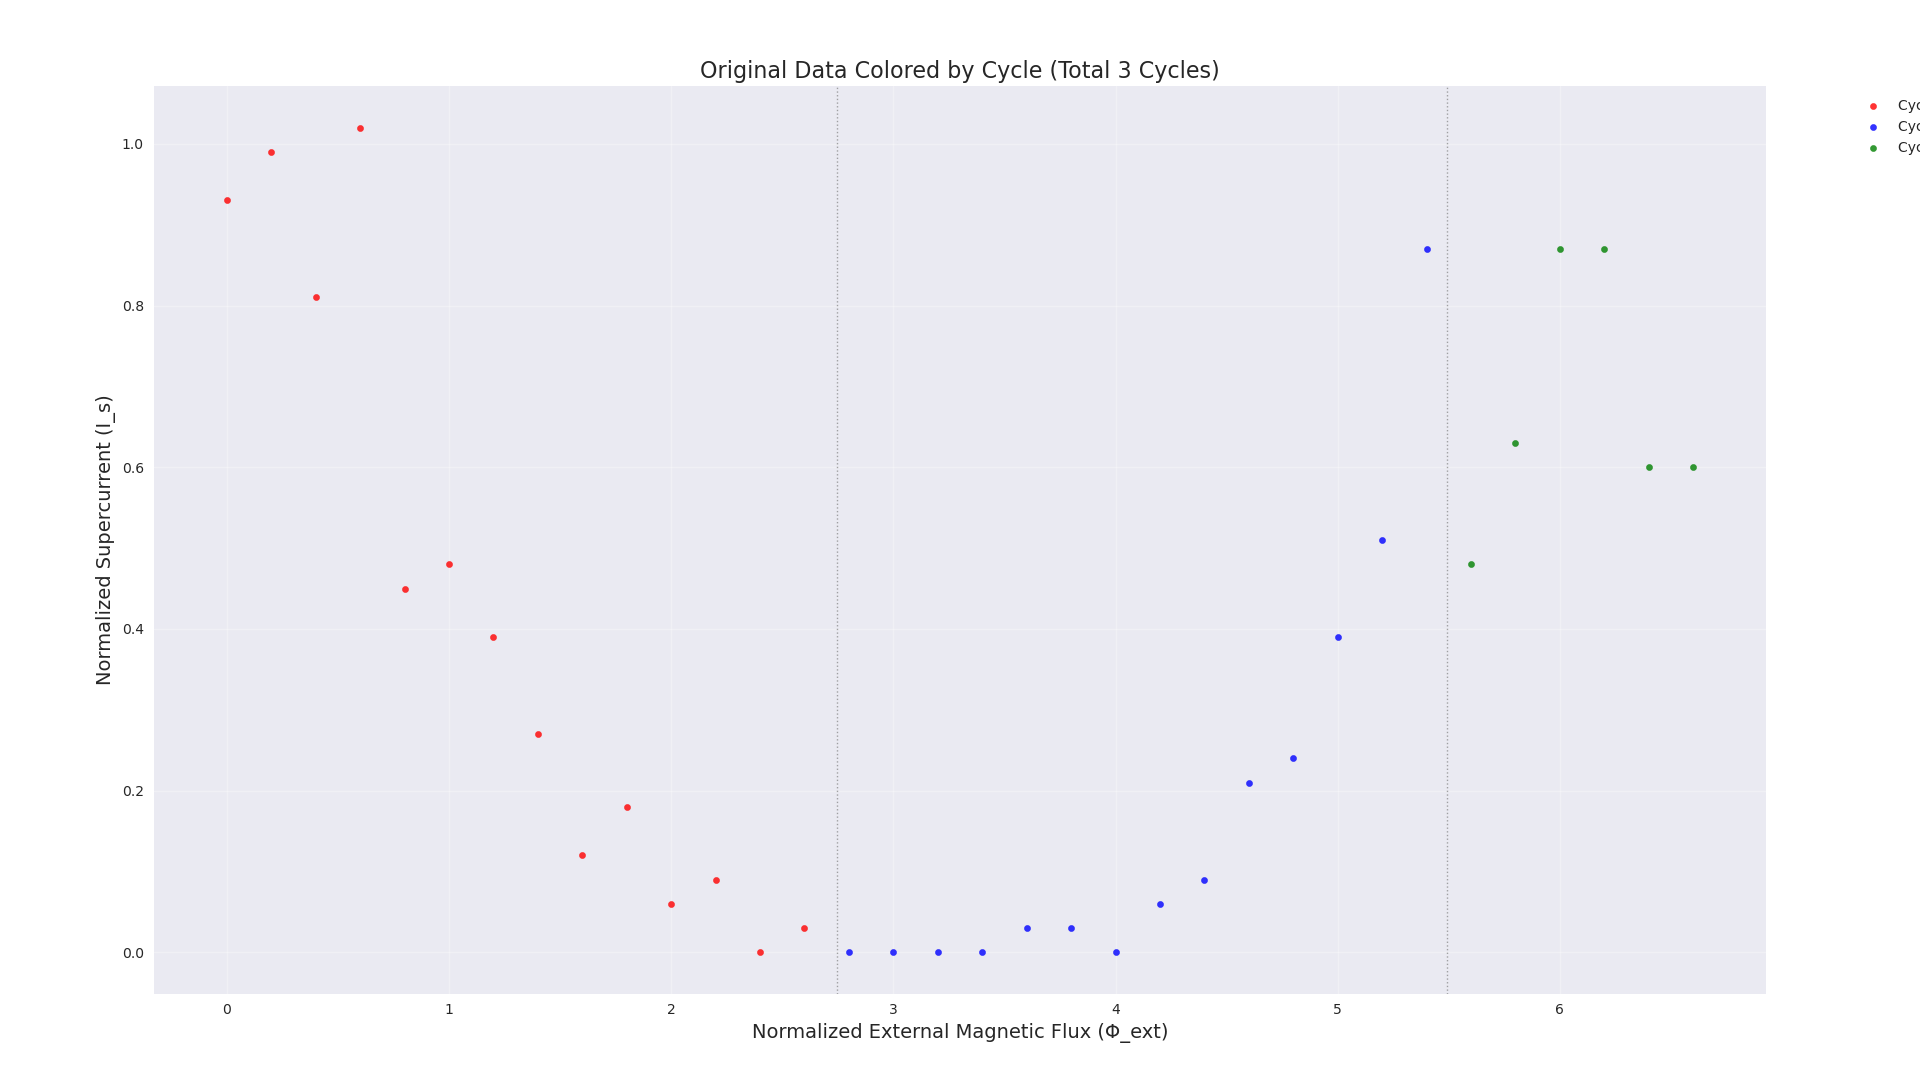 Original Data Colored by Cycle (Total 3 Cycles)
Cyc
Cyc
Cyc
1.0
0.8
0.6
0.4
0.2
0.0
Normalized Supercurrent (I_s)
0 1 2 3 4 5 6
Normalized External Magnetic Flux (Φ_ext)